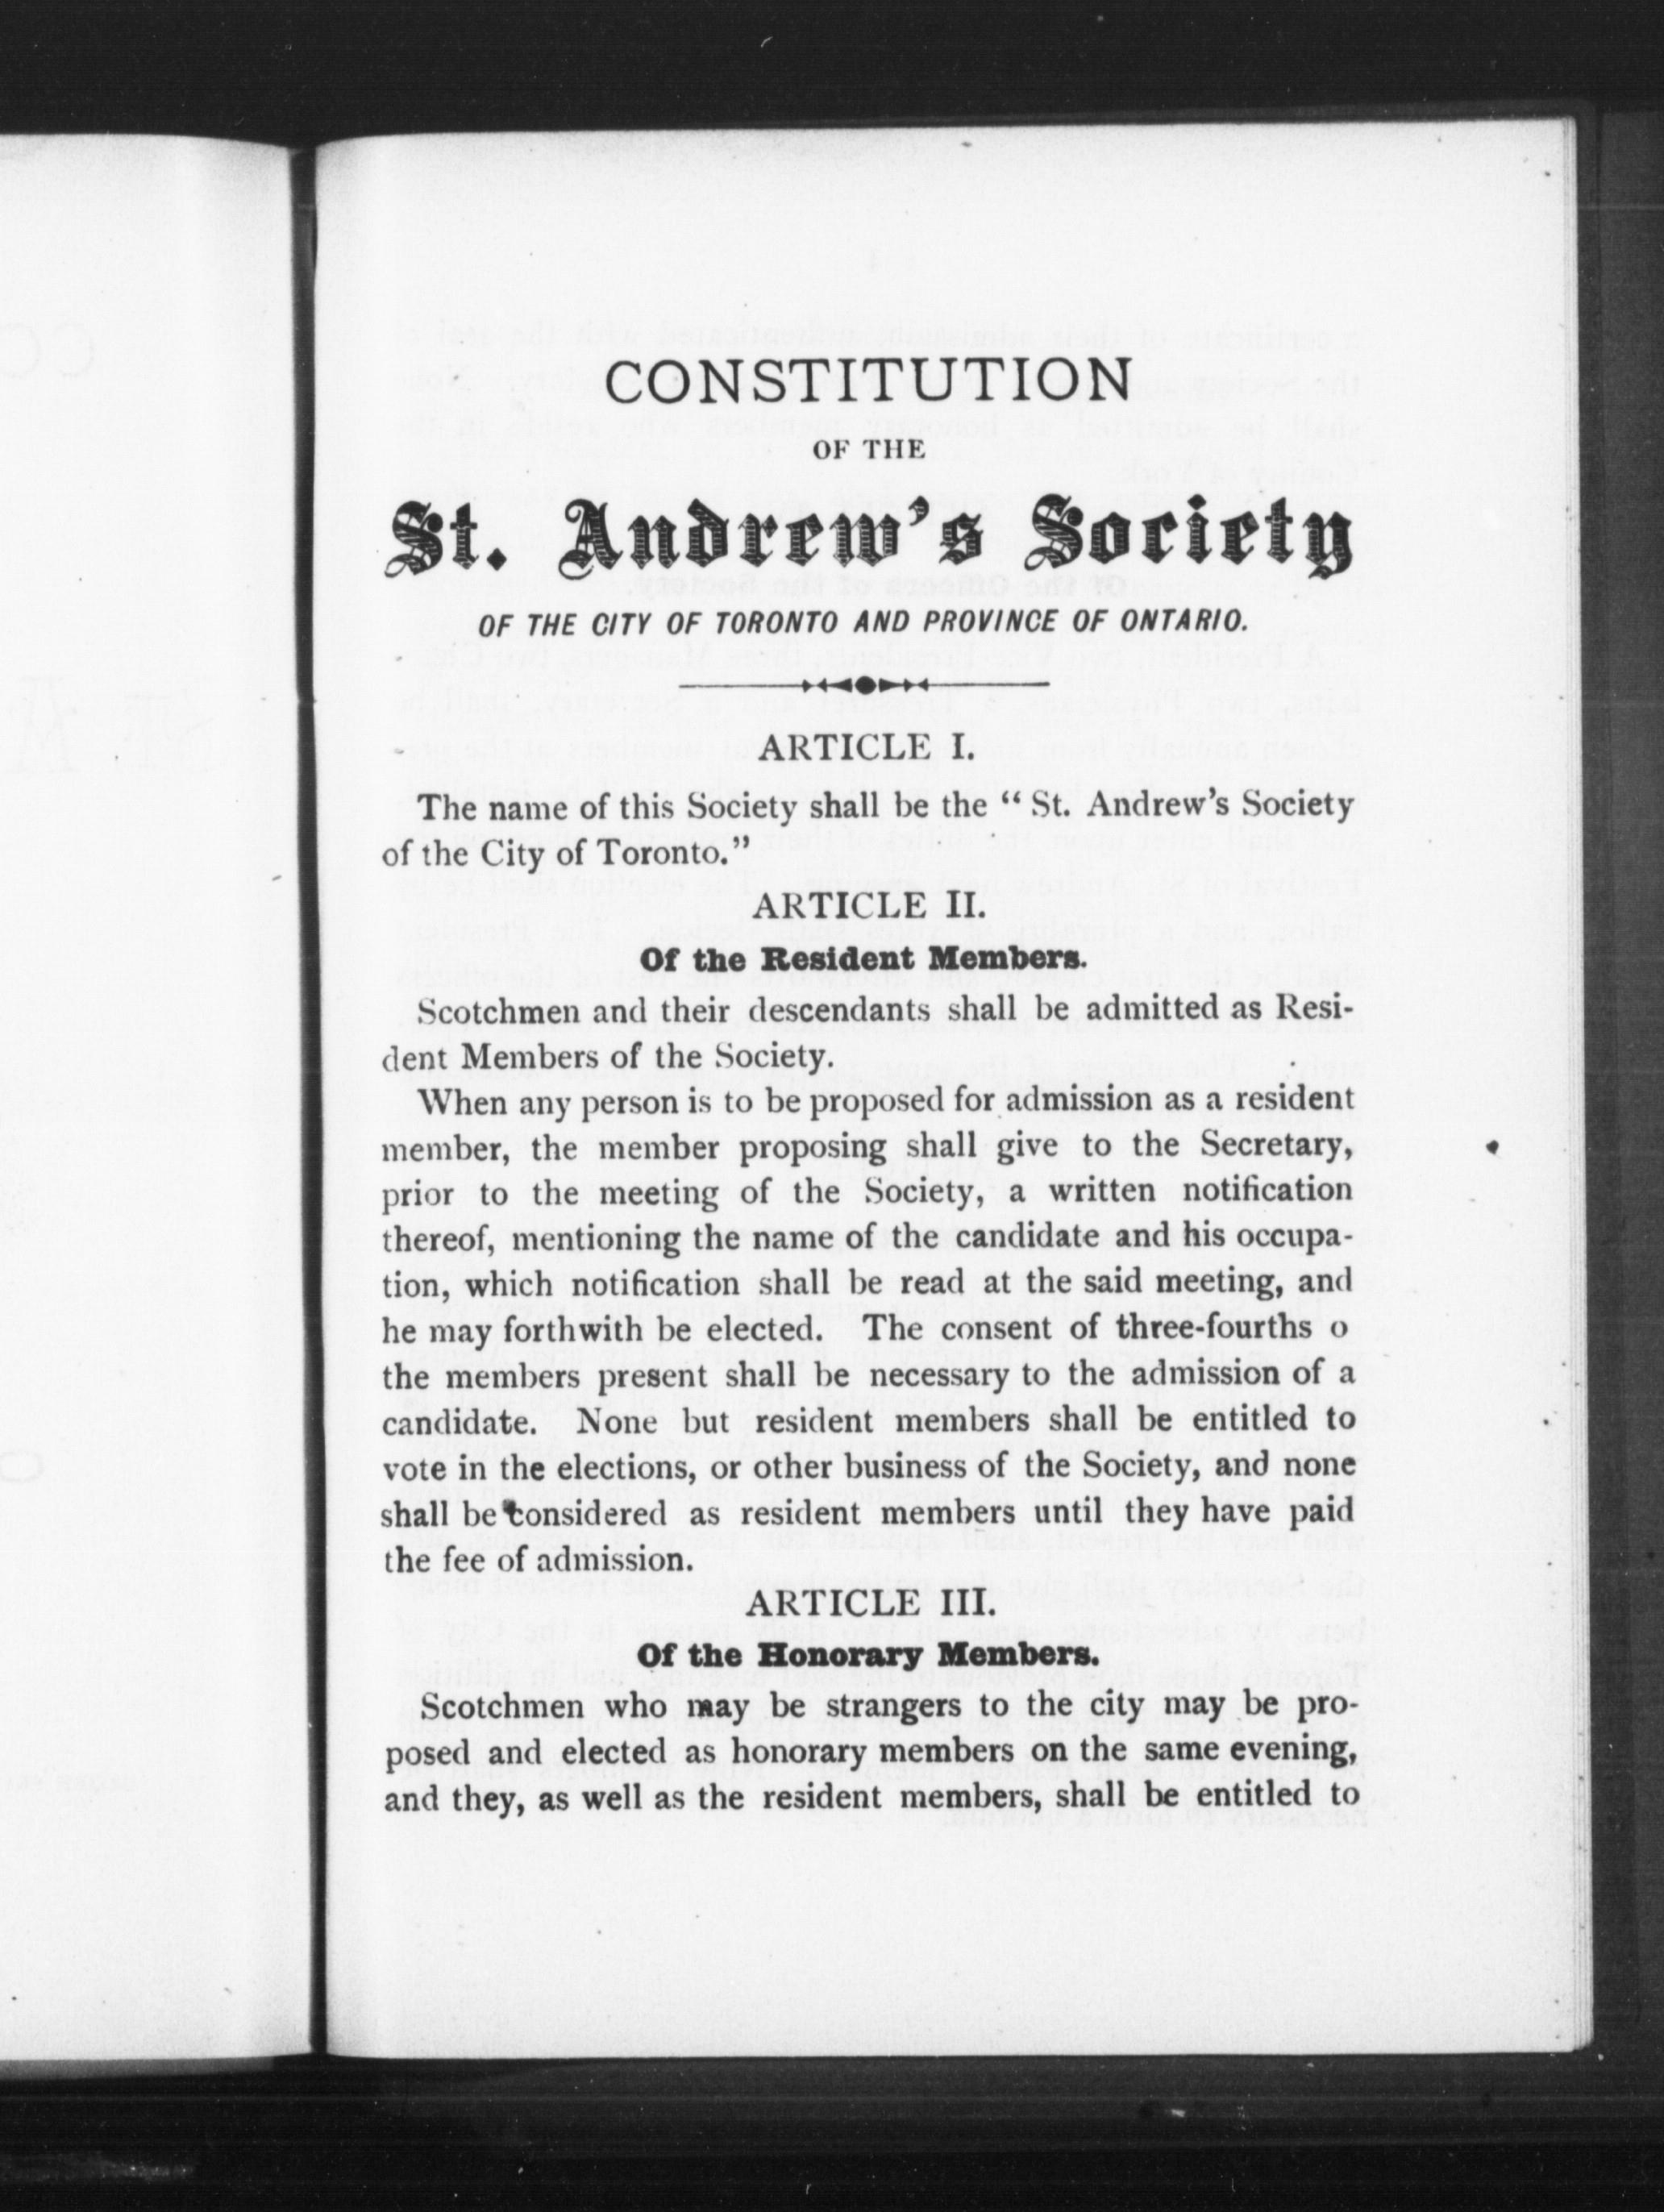 CONSTITUTION
OF THE
St. Andrew's Society
OF THE CITY OF TORONTO AND PROVINCE OF ONTARIO.
ARTICLE I.
The name of this Society shall be the “ St. Andrew's Society
of the City of Toronto.”
ARTICLE II.
Of the Resident Members.
Scotchmen and their descendants shall be admitted as Resi-
dent Members of the Society.
When any person is to be proposed for admission as a resident
member, the member proposing shall give to the Secretary,
prior to the meeting of the Society, a written notification
thereof, mentioning the name of the candidate and his occupa-
tion, which notification shall be read at the said meeting, and
he may forthwith be elected. The consent of three-fourths o
the members present shall be necessary to the admission of a
candidate. None but resident members shall be entitled to
vote in the elections, or other business of the Society, and none
shall be considered as resident members until they have paid
the fee of admission.
ARTICLE III.
Of the Honorary Members.
Scotchmen who may be strangers to the city may be pro-
posed and elected as honorary members on the same evening,
and they, as well as the resident members, shall be entitled to